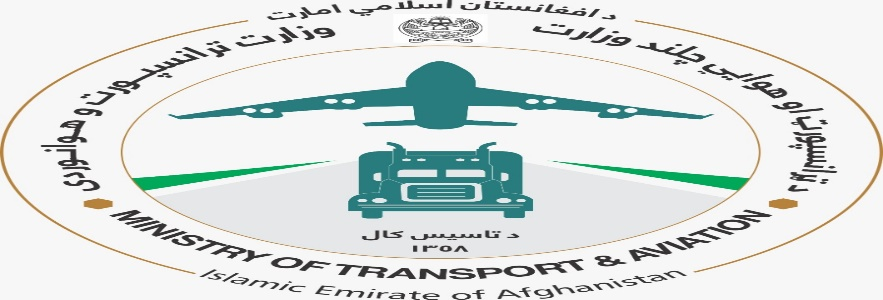 د افغانستان اسلامي امارت
د ترانسپورټ او هوايي چلند وزارت
وزارت ترانسپورت و هوانوردی
د تاسیس کال
۱۳۵۸
MINISTRY OF TRANSPORT & AVIATION
Islamic Emirate of Afghanistan